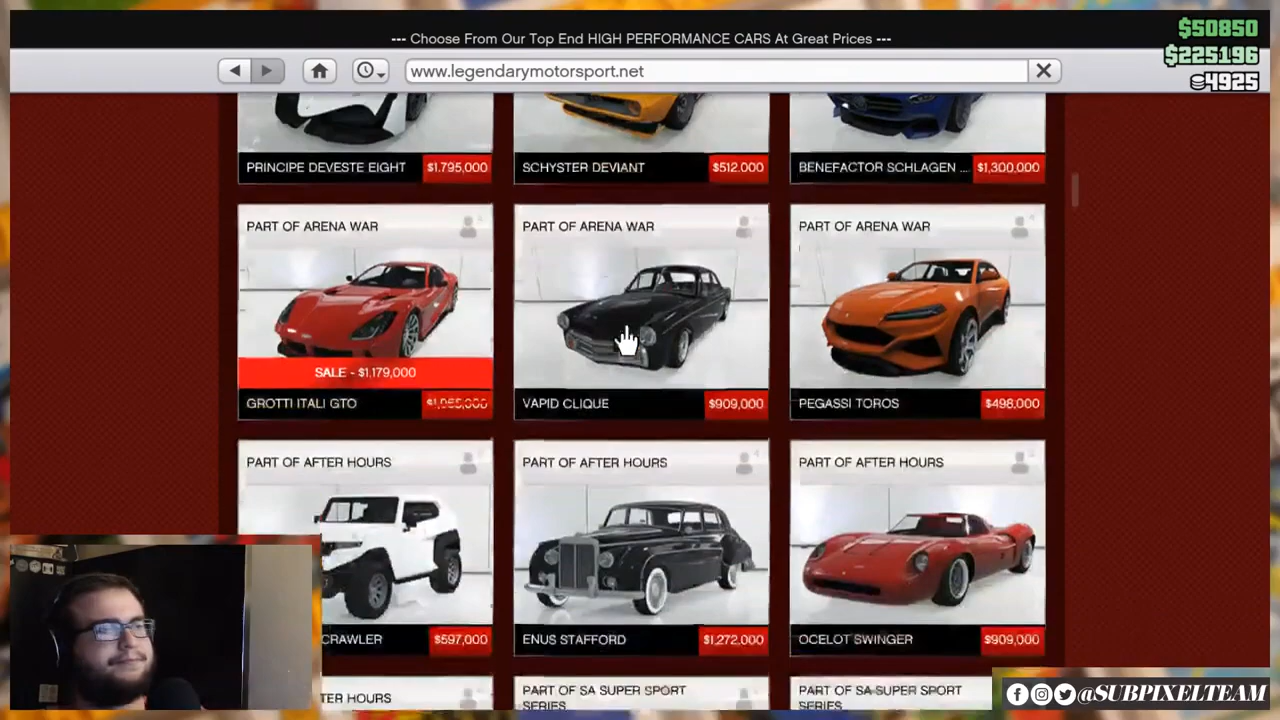 --- Choose From Our Top End HIGH PERFORMANCE CARS At Great Prices ---
$50850
$225196
4925
www.legendarymotorsport.net
PRINCIPE DEVESTE EIGHT $1,795,000
SCHYSTER DEVIANT $512,000
BENEFACTOR SCHLAGEN ... $1,300,000
PART OF ARENA WAR
PART OF ARENA WAR
PART OF ARENA WAR
SALE - $1,179,000
GROTTI ITALI GTO $1,965,000
VAPID CLIQUE $909,000
PEGASSI TOROS $498,000
PART OF AFTER HOURS
PART OF AFTER HOURS
PART OF AFTER HOURS
CRAWLER $597,000
ENUS STAFFORD $1,272,000
OCELOT SWINGER $909,000
TER HOURS
PART OF SA SUPER SPORT
SERIES
PART OF SA SUPER SPORT
SERIES
@SUBPIXELTEAM